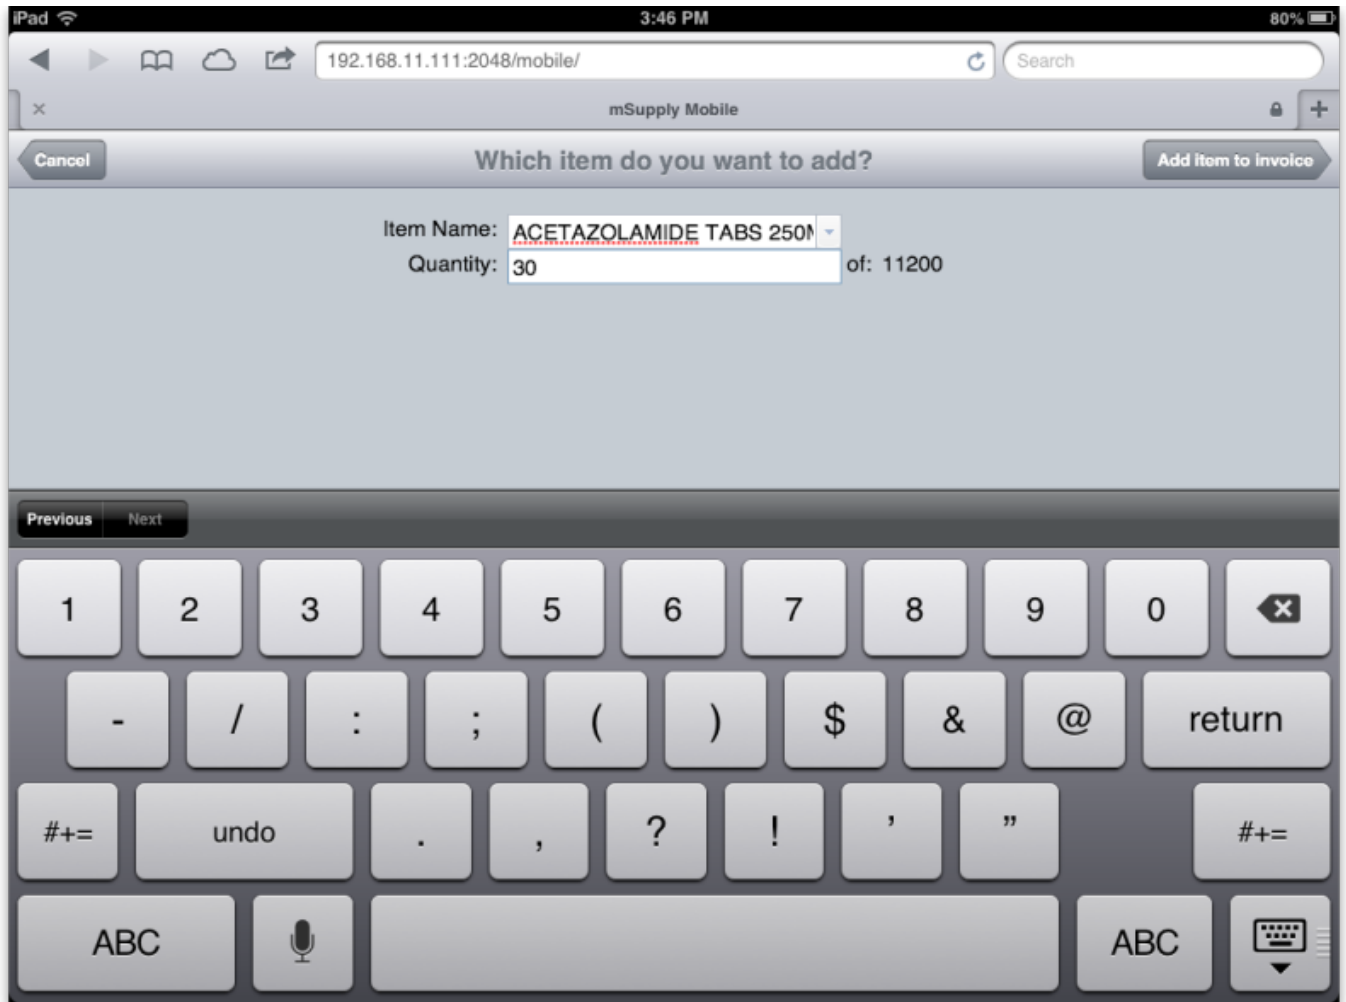 iPad 3:46 PM 80%
192.168.11.111:2048/mobile/ Search
mSupply Mobile
Cancel Which item do you want to add? Add item to invoice
Item Name: ACETAZOLAMIDE TABS 250
Quantity: 30 of: 11200
Previous Next
1 2 3 4 5 6 7 8 9 0
- / : ; ( ) $ & @ return
#+= undo . , ? ! ’ ” #+=
ABC ABC